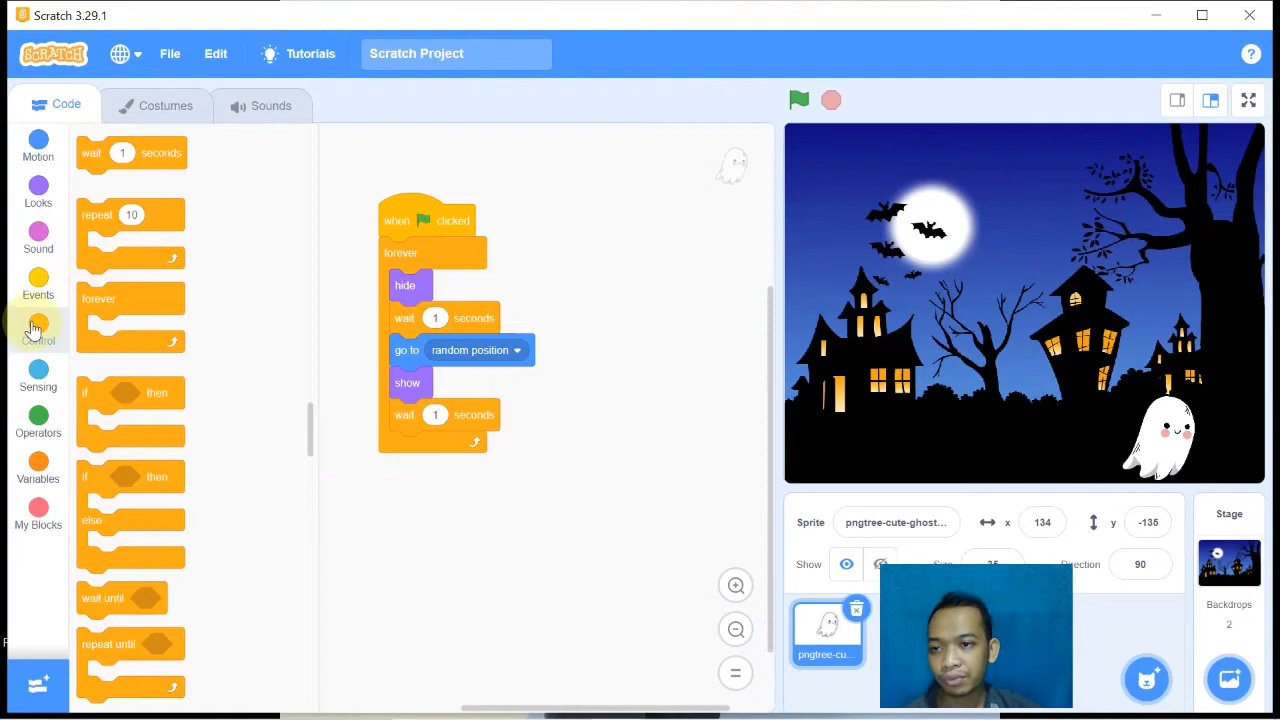 Scratch 3.29.1
SCRATCH
File
Edit
Tutorials
Scratch Project
?
Code
Costumes
Sounds
Motion
Looks
Sound
Events
Control
Sensing
Operators
Variables
My Blocks
wait 1 seconds
repeat 10
forever
if then
if then
else
wait until
repeat until
when clicked
forever
hide
wait 1 seconds
go to random position
show
wait 1 seconds
Sprite pngtree-cute-ghost... x 134 y -135
Show 35 Direction 90
pngtree-cu...
Stage
Backdrops
2